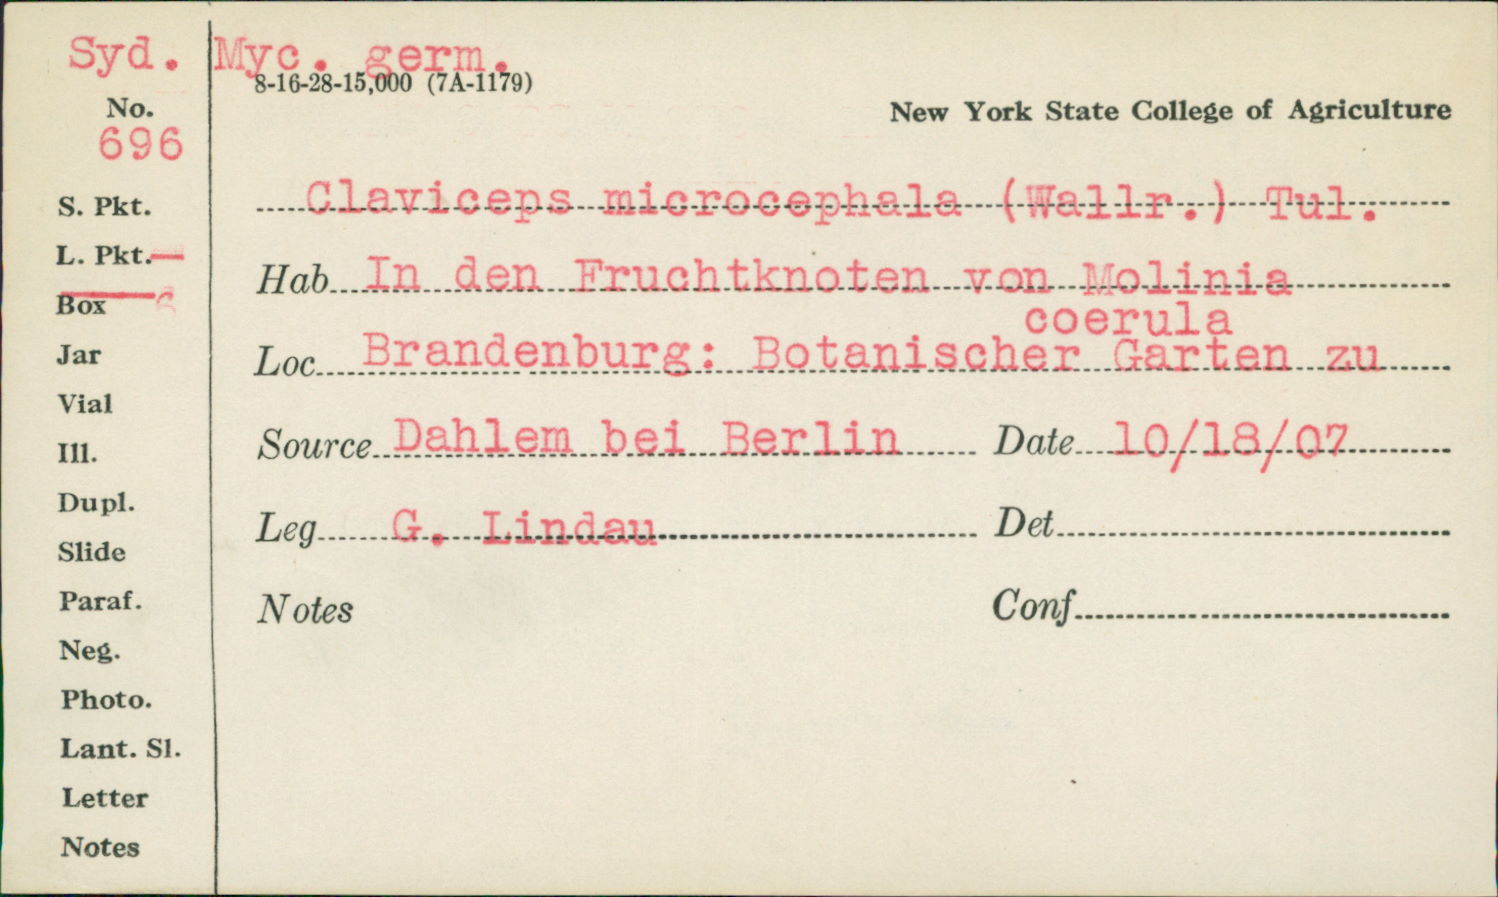 Syd. Myc. germ.
8-16-28-15,000 (7A-1179)
No.
696
New York State College of Agriculture
Claviceps microcephala (Wallr.) Tul.
Hab. In den Fruchtknoten von Molinia
coerula
Loc. Brandenburg: Botanischer Garten zu
Source Dahlem bei Berlin Date 10/18/07
Leg G. Lindau Det
Notes Conf
S. Pkt.
L. Pkt.
Box
Jar
Vial
Ill.
Dupl.
Slide
Paraf.
Neg.
Photo.
Lant. Sl.
Letter
Notes